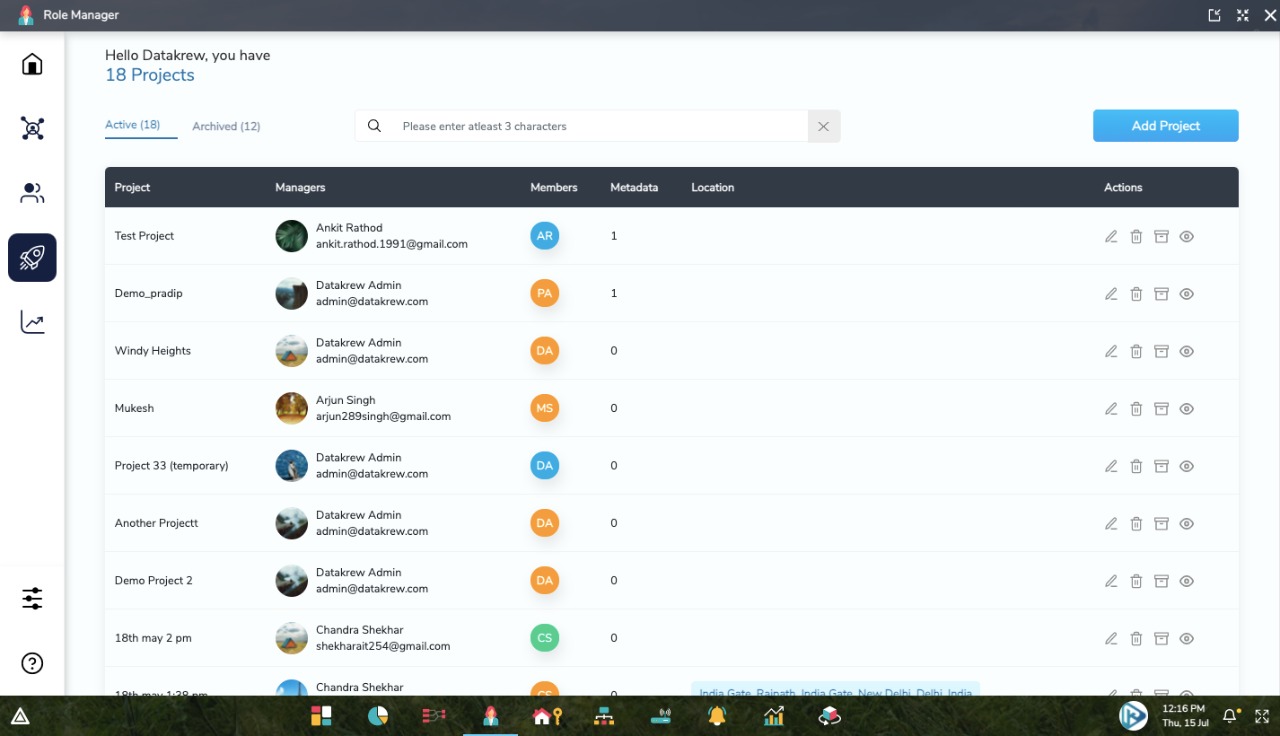 Role Manager
Hello Datakrew, you have
18 Projects
Active (18) Archived (12)
Please enter atleast 3 characters
Add Project
Project Managers Members Metadata Location Actions
Test Project Ankit Rathod AR 1
ankit.rathod.1991@gmail.com
Demo_pradip Datakrew Admin PA 1
admin@datakrew.com
Windy Heights Datakrew Admin DA 0
admin@datakrew.com
Mukesh Arjun Singh MS 0
arjun289singh@gmail.com
Project 33 (temporary) Datakrew Admin DA 0
admin@datakrew.com
Another Projectt Datakrew Admin DA 0
admin@datakrew.com
Demo Project 2 Datakrew Admin DA 0
admin@datakrew.com
18th may 2 pm Chandra Shekhar CS 0
shekharait254@gmail.com
18th may 1:38 pm Chandra Shekhar CS 0 India Gate, Rajpath, India Gate, New Delhi, Delhi, India
12:16 PM
Thu, 15 Jul